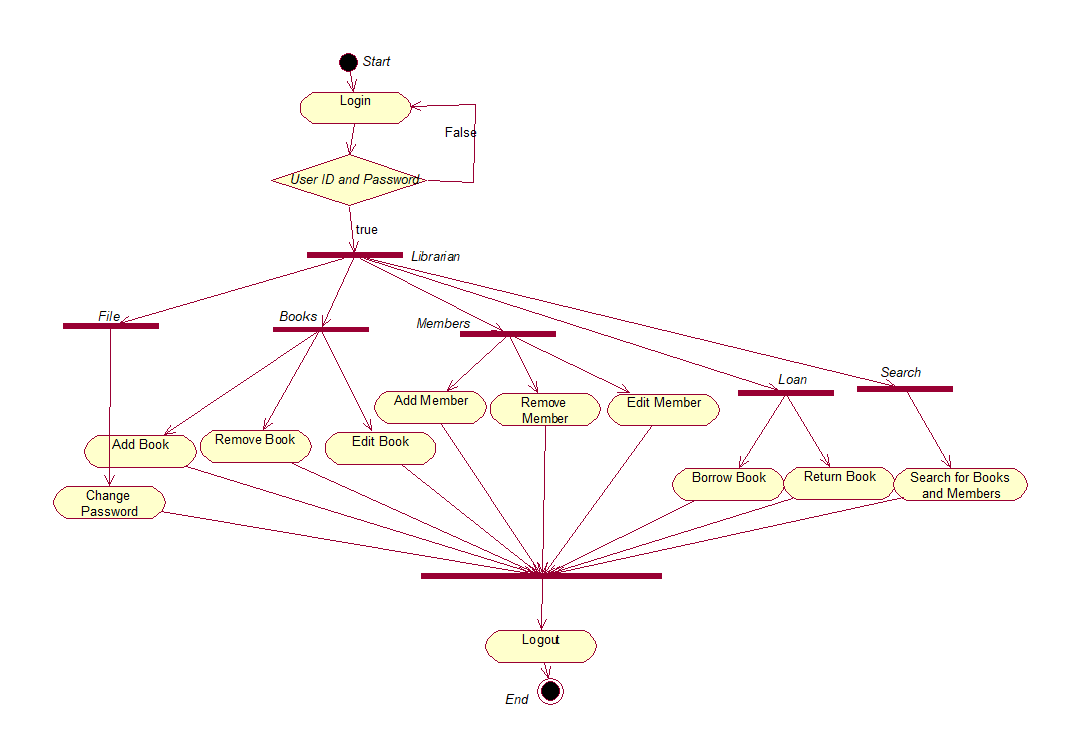 Start
Login
False
User ID and Password
true
Librarian
File
Books
Members
Loan
Search
Add Member
Remove
Member
Edit Member
Add Book
Remove Book
Edit Book
Borrow Book
Return Book
Search for Books
and Members
Change
Password
Logout
End